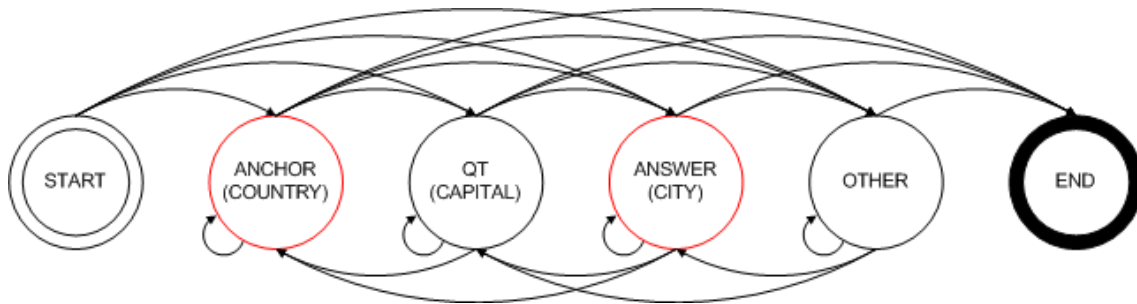 START
ANCHOR
(COUNTRY)
QT
(CAPITAL)
ANSWER
(CITY)
OTHER
END